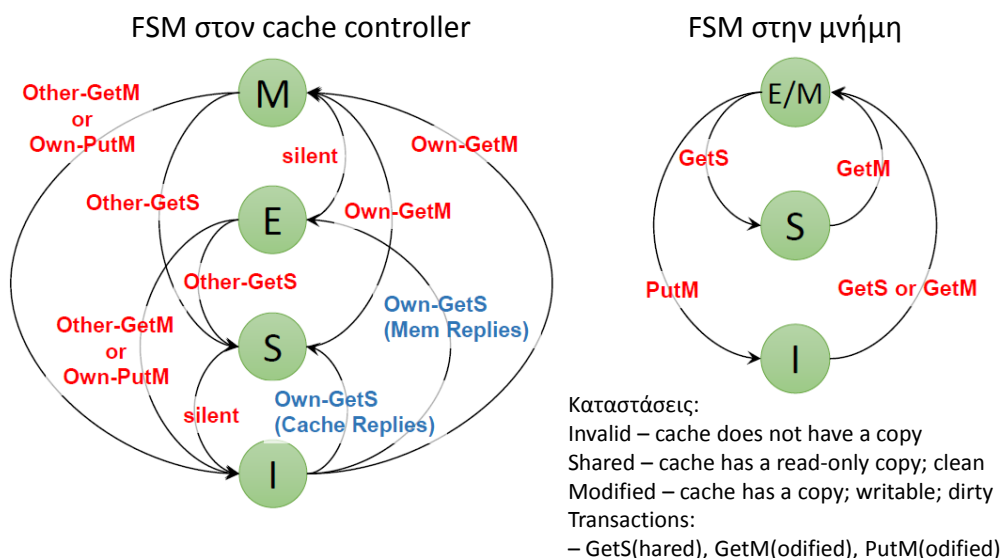 FSM στον cache controller
M
Other-GetM
or
Own-PutM
silent
Own-GetM
Other-GetS
Own-GetM
E
Other-GetS
Own-GetS
(Mem Replies)
Other-GetM
or
Own-PutM
S
silent
Own-GetS
(Cache Replies)
I
FSM στην μνήμη
E/M
GetS
GetM
S
PutM
GetS or GetM
I
Καταστάσεις:
Invalid – cache does not have a copy
Shared – cache has a read-only copy; clean
Modified – cache has a copy; writable; dirty
Transactions:
– GetS(hared), GetM(odified), PutM(odified)